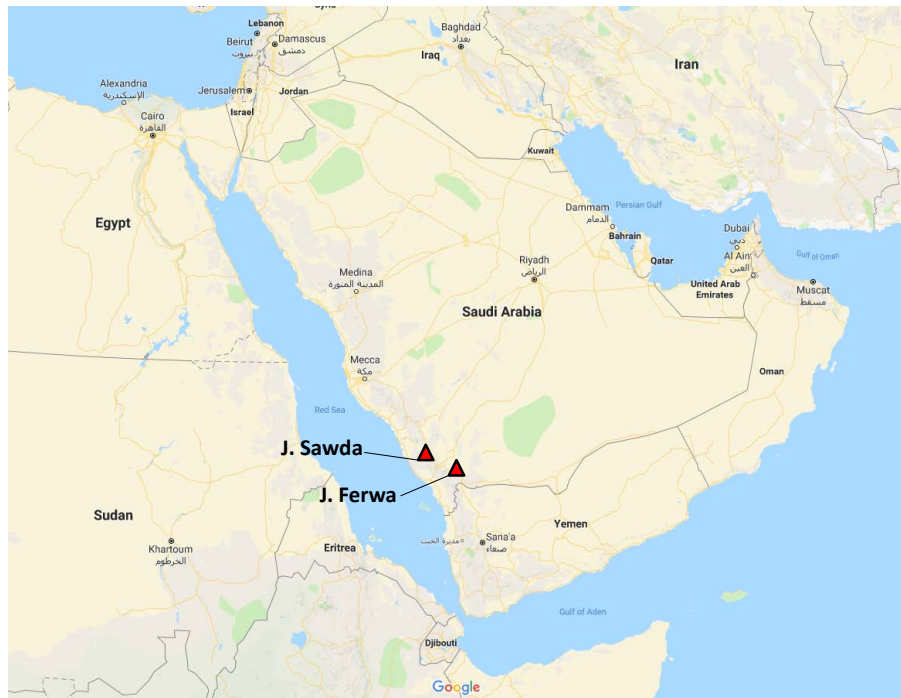 Syria
Lebanon
Baghdad
بغداد
Beirut
بيروت
Damascus
دمشق
Iraq
Iran
Alexandria
الإسكندرية
Jerusalem
Jordan
Israel
Cairo
القاهرة
Kuwait
Persian Gulf
Dammam
الدمام
Bahrain
Egypt
Dubai
دبي
Gulf of Oman
Al Ain
العين
Qatar
Riyadh
الرياض
Medina
المدينة المنورة
United Arab
Emirates
Muscat
مسقط
Saudi Arabia
Mecca
مكة
Oman
Red Sea
J. Sawda
J. Ferwa
Sudan
Yemen
Sana'a
صنعاء
مديرية الخبت
Khartoum
الخرطوم
Eritrea
Gulf of Aden
Djibouti
Google